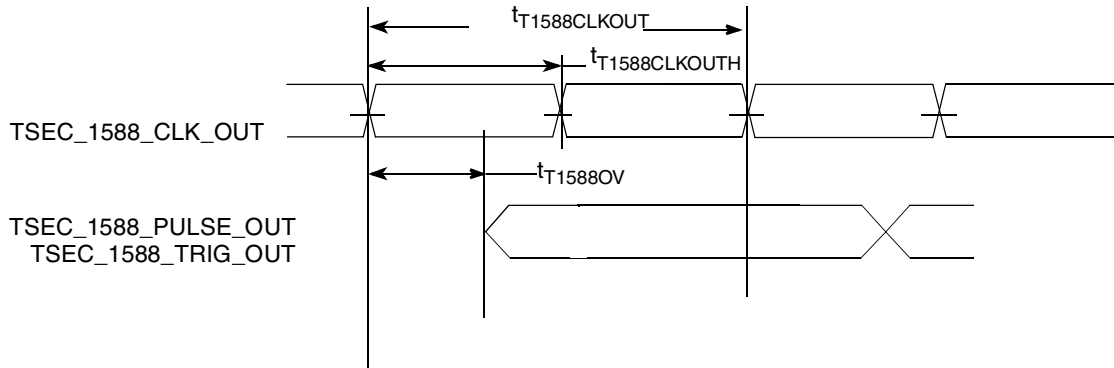 tT1588CLKOUT
tT1588CLKOUTH
TSEC_1588_CLK_OUT
tT1588OV
TSEC_1588_PULSE_OUT
TSEC_1588_TRIG_OUT